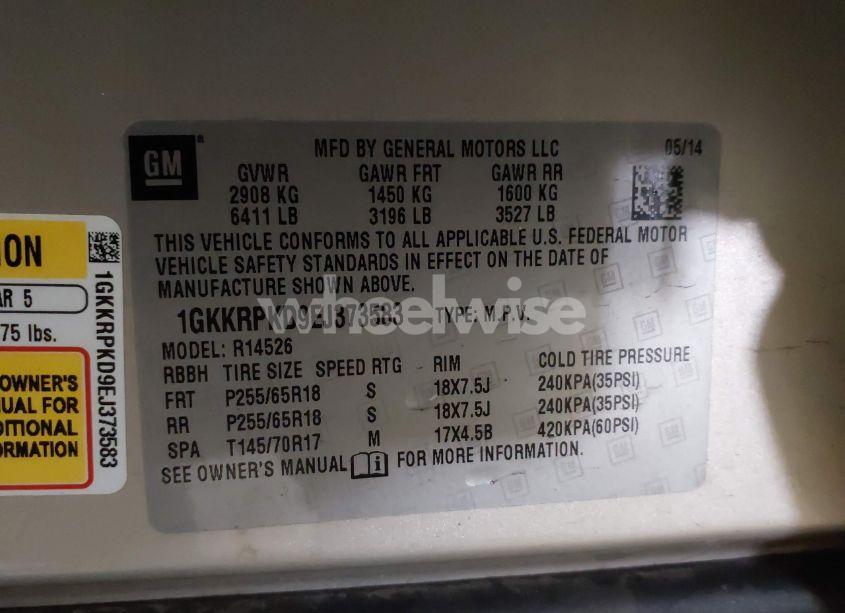 GM
MFD BY GENERAL MOTORS LLC
05/14
GVWR GAWR FRT GAWR RR
2908 KG 1450 KG 1600 KG
6411 LB 3196 LB 3527 LB
THIS VEHICLE CONFORMS TO ALL APPLICABLE U.S. FEDERAL MOTOR
VEHICLE SAFETY STANDARDS IN EFFECT ON THE DATE OF
MANUFACTURE SHOWN ABOVE.
1GKKRPKD9EJ373583 TYPE: M.P.V.
MODEL: R14526
RBBH TIRE SIZE SPEED RTG RIM COLD TIRE PRESSURE
FRT P255/65R18 S 18X7.5J 240KPA(35PSI)
RR P255/65R18 S 18X7.5J 240KPA(35PSI)
SPA T145/70R17 M 17X4.5B 420KPA(60PSI)
SEE OWNER'S MANUAL i FOR MORE INFORMATION.
wheelwise
ION
AR 5
75 lbs.
OWNER'S
UAL FOR
DITIONAL
ORMATION
1GKKRPKD9EJ373583